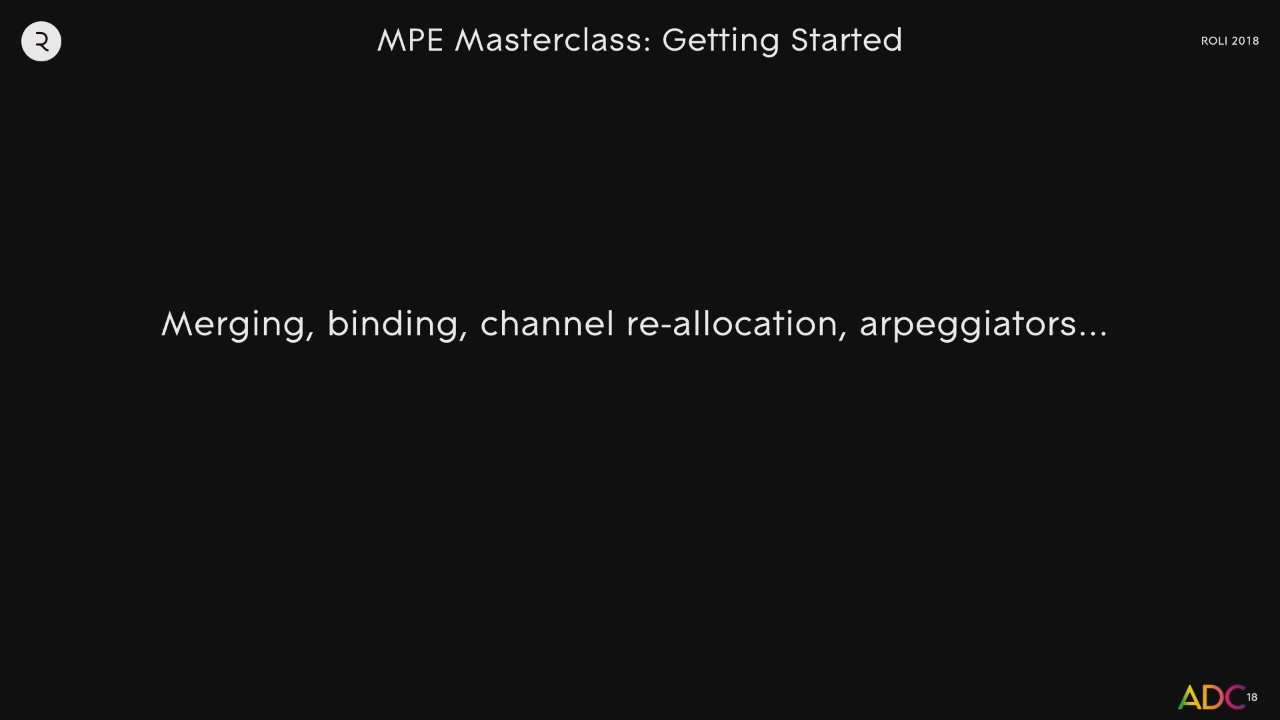 R
MPE Masterclass: Getting Started
ROLI 2018
Merging, binding, channel re-allocation, arpeggiators...
ADC18